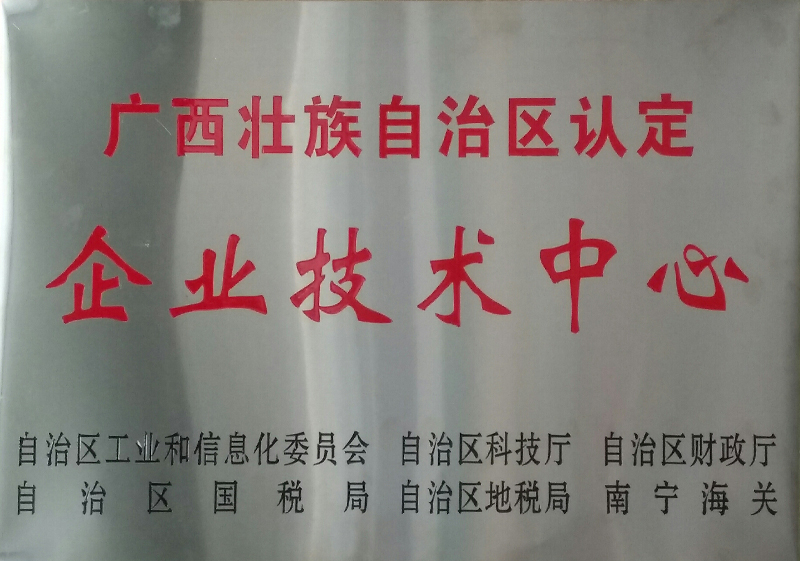 广西壮族自治区认定
企业技术中心
自治区工业和信息化委员会 自治区科技厅 自治区财政厅
自治区国税局 自治区地税局 南宁海关